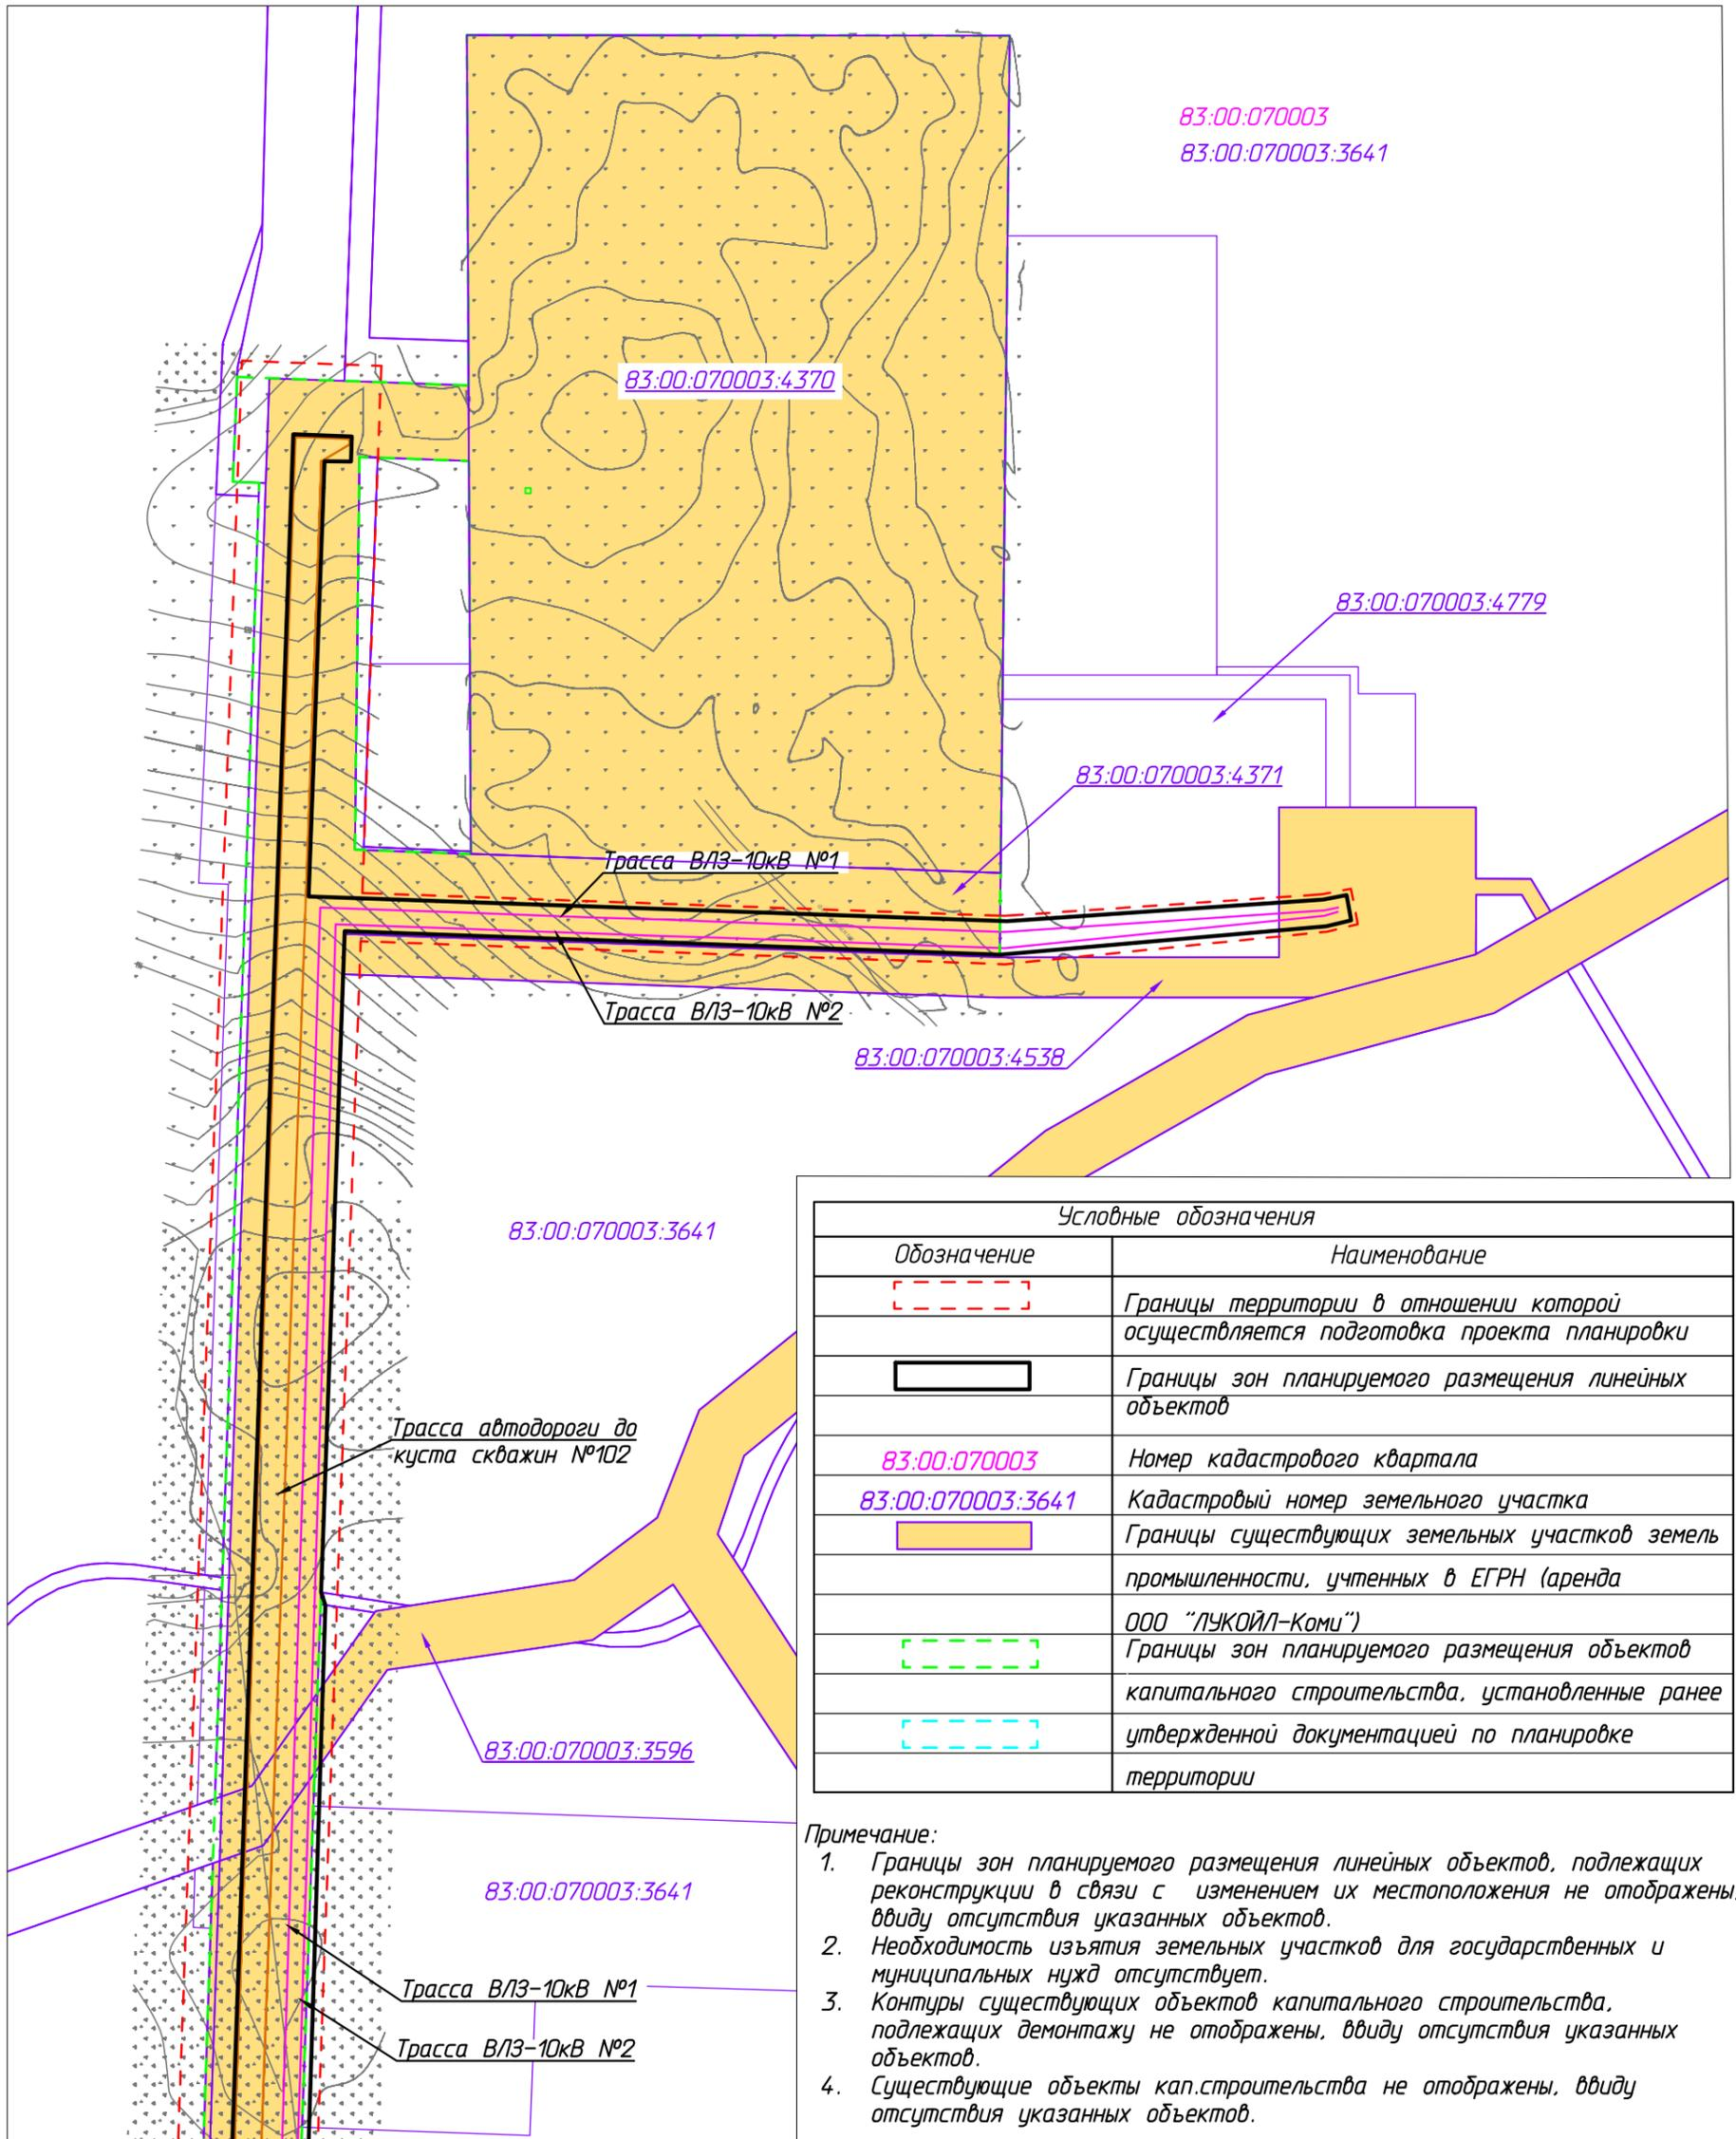 83:00:070003
83:00:070003:3641
83:00:070003:4370
83:00:070003:4779
83:00:070003:4371
Трасса ВЛЗ-10кВ №1
Трасса ВЛЗ-10кВ №2
83:00:070003:4538
83:00:070003:3641
Трасса автодороги до
куста скважин №102
83:00:070003:3596
83:00:070003:3641
Трасса ВЛЗ-10кВ №1
Трасса ВЛЗ-10кВ №2
Условные обозначения
Обозначение Наименование
Границы территории в отношении которой
осуществляется подготовка проекта планировки
Границы зон планируемого размещения линейных
объектов
83:00:070003 Номер кадастрового квартала
83:00:070003:3641 Кадастровый номер земельного участка
Границы существующих земельных участков земель
промышленности, учтенных в ЕГРН (аренда
ООО "ЛУКОЙЛ-Коми")
Границы зон планируемого размещения объектов
капитального строительства, установленные ранее
утвержденной документацией по планировке
территории
Примечание:
1. Границы зон планируемого размещения линейных объектов, подлежащих
реконструкции в связи с изменением их местоположения не отображены,
ввиду отсутствия указанных объектов.
2. Необходимость изъятия земельных участков для государственных и
муниципальных нужд отсутствует.
3. Контуры существующих объектов капитального строительства,
подлежащих демонтажу не отображены, ввиду отсутствия указанных
объектов.
4. Существующие объекты кап.строительства не отображены, ввиду
отсутствия указанных объектов.